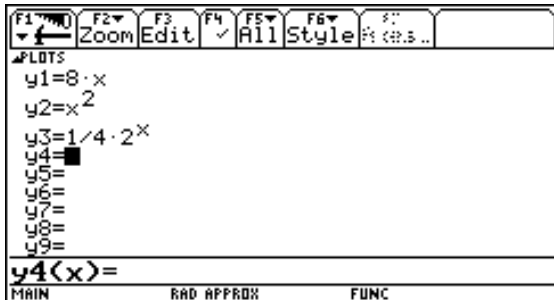 F1 F2 F3 F4 F5 F6
Zoom Edit ✓ All Style
PLOTS
y1=8·x
y2=x²
y3=1/4·2ˣ
y4=
y5=
y6=
y7=
y8=
y9=
y4(x)=
MAIN RAD APPROX FUNC